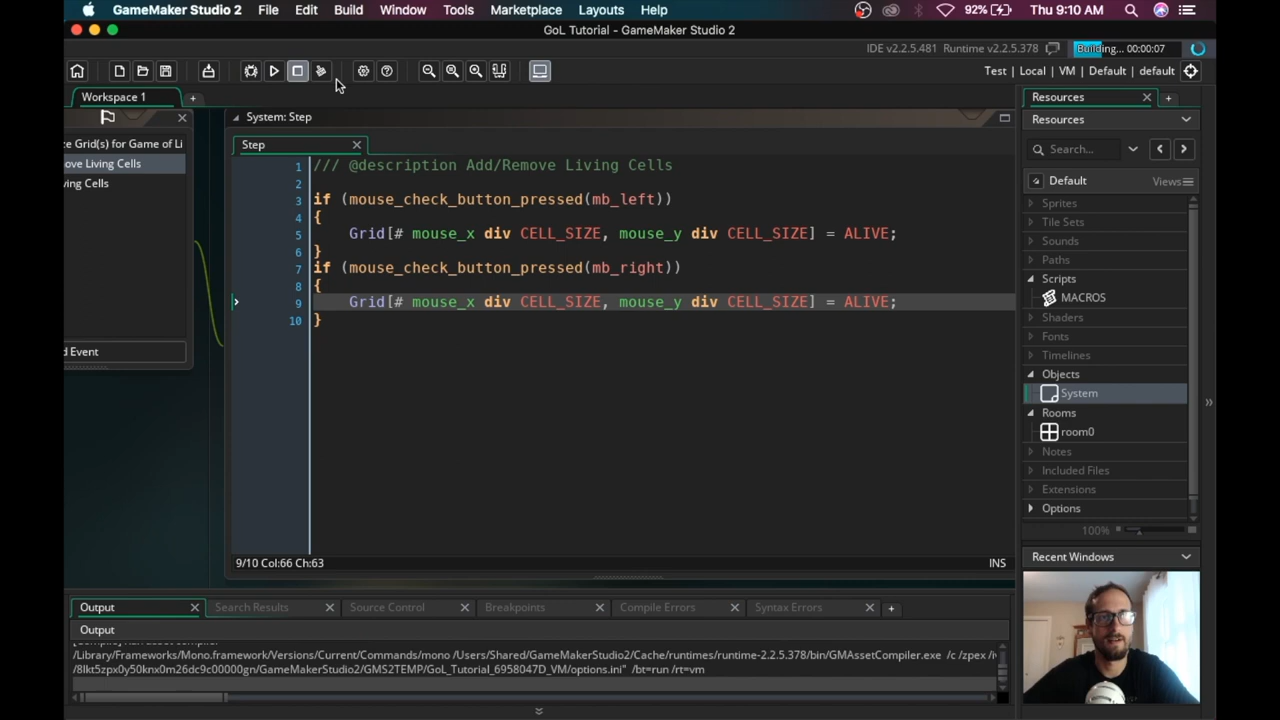 GameMaker Studio 2 File Edit Build Window Tools Marketplace Layouts Help 92% Thu 9:10 AM
GoL Tutorial - GameMaker Studio 2
IDE v2.2.5.481 Runtime v2.2.5.378 Building... 00:00:07
Test | Local | VM | Default | default
Workspace 1 +
Resources +
Resources
Search...
Default Views
Sprites
Tile Sets
Sounds
Paths
Scripts
MACROS
Shaders
Fonts
Timelines
Objects
System
Rooms
room0
Notes
Included Files
Extensions
Options
100%
Recent Windows
ce Grid(s) for Game of Li
ove Living Cells
ving Cells
d Event
System: Step
Step
1 /// @description Add/Remove Living Cells
2
3 if (mouse_check_button_pressed(mb_left))
4 {
5 Grid[# mouse_x div CELL_SIZE, mouse_y div CELL_SIZE] = ALIVE;
6 }
7 if (mouse_check_button_pressed(mb_right))
8 {
9 Grid[# mouse_x div CELL_SIZE, mouse_y div CELL_SIZE] = ALIVE;
10 }
9/10 Col:66 Ch:63 INS
Output Search Results Source Control Breakpoints Compile Errors Syntax Errors +
Output
/Library/Frameworks/Mono.framework/Versions/Current/Commands/mono /Users/Shared/GameMakerStudio2/Cache/runtimes/runtime-2.2.5.378/bin/GMAssetCompiler.exe /c /zpex
/8lkt5zpx0y50knx0m26dc9c00000gn/GameMakerStudio2/GMS2TEMP/GoL_Tutorial_6958047D_VM/options.ini" /bt=run /rt=vm